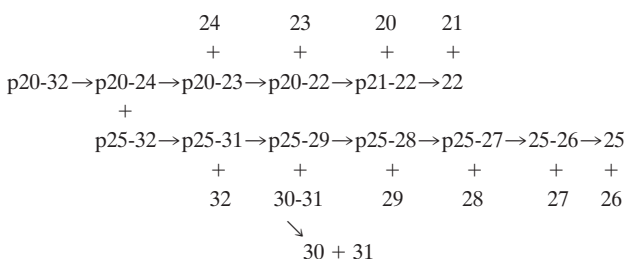 24 23 20 21
+ + + +
p20-32→p20-24→p20-23→p20-22→p21-22→22
+
p25-32→p25-31→p25-29→p25-28→p25-27→25-26→25
+ + + + + +
32 30-31 29 28 27 26
↘
30 + 31